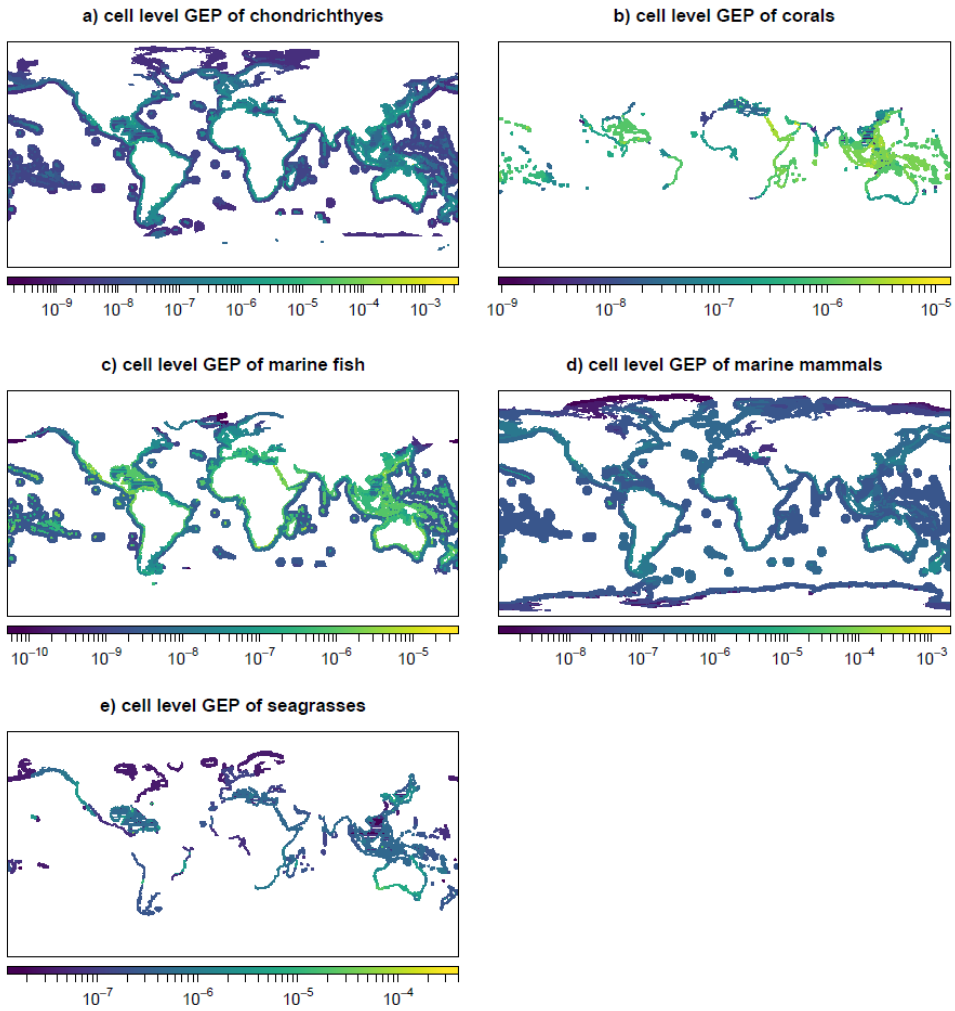 a) cell level GEP of chondrichthyes
b) cell level GEP of corals
10⁻⁹ 10⁻⁸ 10⁻⁷ 10⁻⁶ 10⁻⁵ 10⁻⁴ 10⁻³
10⁻⁹ 10⁻⁸ 10⁻⁷ 10⁻⁶ 10⁻⁵
c) cell level GEP of marine fish
d) cell level GEP of marine mammals
10⁻¹⁰ 10⁻⁹ 10⁻⁸ 10⁻⁷ 10⁻⁶ 10⁻⁵
10⁻⁸ 10⁻⁷ 10⁻⁶ 10⁻⁵ 10⁻⁴ 10⁻³
e) cell level GEP of seagrasses
10⁻⁷ 10⁻⁶ 10⁻⁵ 10⁻⁴